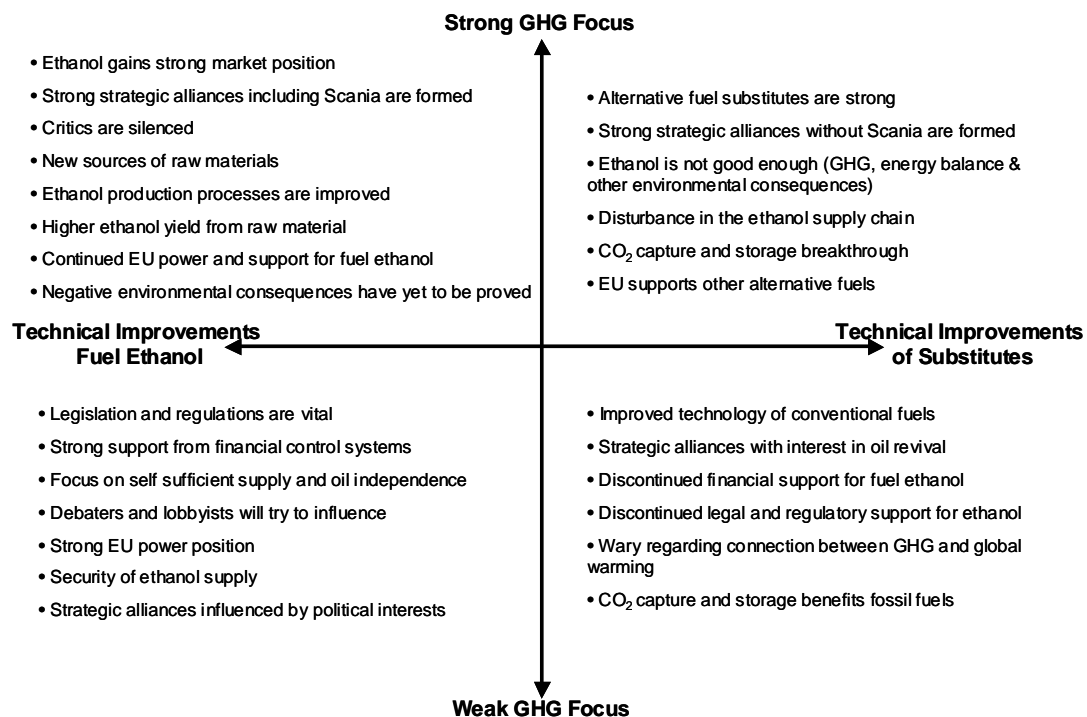 Strong GHG Focus
• Ethanol gains strong market position
• Strong strategic alliances including Scania are formed
• Critics are silenced
• New sources of raw materials
• Ethanol production processes are improved
• Higher ethanol yield from raw material
• Continued EU power and support for fuel ethanol
• Negative environmental consequences have yet to be proved
• Alternative fuel substitutes are strong
• Strong strategic alliances without Scania are formed
• Ethanol is not good enough (GHG, energy balance &
other environmental consequences)
• Disturbance in the ethanol supply chain
• CO₂ capture and storage breakthrough
• EU supports other alternative fuels
Technical Improvements
Fuel Ethanol
Technical Improvements
of Substitutes
• Legislation and regulations are vital
• Strong support from financial control systems
• Focus on self sufficient supply and oil independence
• Debaters and lobbyists will try to influence
• Strong EU power position
• Security of ethanol supply
• Strategic alliances influenced by political interests
• Improved technology of conventional fuels
• Strategic alliances with interest in oil revival
• Discontinued financial support for fuel ethanol
• Discontinued legal and regulatory support for ethanol
• Wary regarding connection between GHG and global
warming
• CO₂ capture and storage benefits fossil fuels
Weak GHG Focus